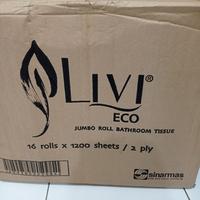 LIVI®
ECO
JUMBO ROLL BATHROOM TISSUE
16 rolls x 1200 sheets / 2 ply
sinarmas